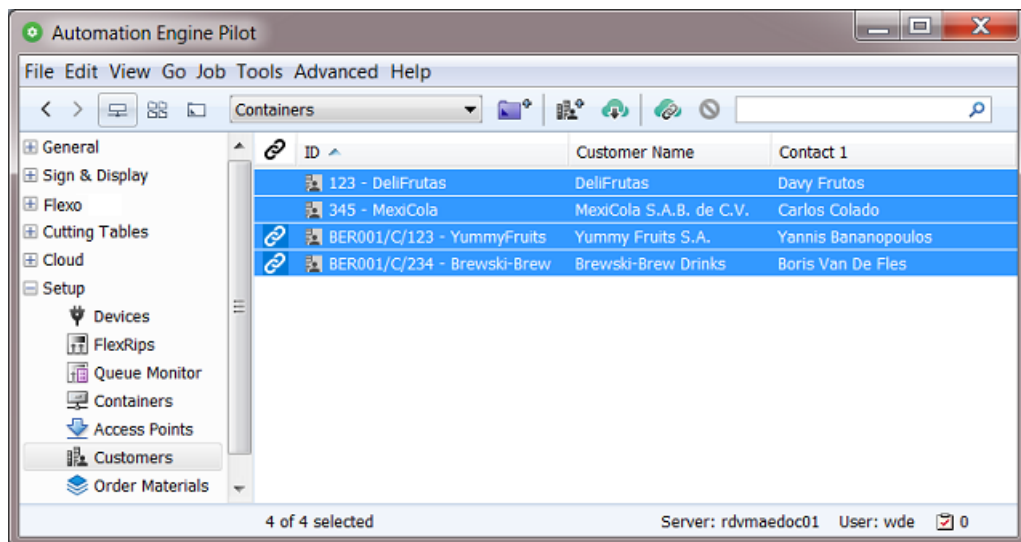 Automation Engine Pilot
File Edit View Go Job Tools Advanced Help
Containers
General
Sign & Display
Flexo
Cutting Tables
Cloud
Setup
Devices
FlexRips
Queue Monitor
Containers
Access Points
Customers
Order Materials
ID Customer Name Contact 1
123 - DeliFrutas DeliFrutas Davy Frutos
345 - MexiCola MexiCola S.A.B. de C.V. Carlos Colado
BER001/C/123 - YummyFruits Yummy Fruits S.A. Yannis Bananopoulos
BER001/C/234 - Brewski-Brew Brewski-Brew Drinks Boris Van De Fles
4 of 4 selected Server: rdvmaedoc01 User: wde 0